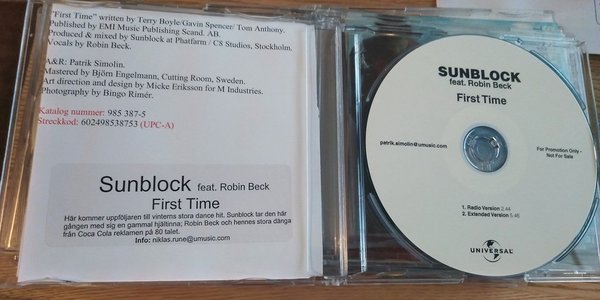 "First Time" written by Terry Boyle/Gavin Spencer/ Tom Anthony.
Published by EMI Music Publishing Scand. AB.
Produced & mixed by Sunblock at Phatfarm / C8 Studios, Stockholm.
Vocals by Robin Beck.
A&R: Patrik Simolin.
Mastered by Björn Engelmann, Cutting Room, Sweden.
Art direction and design by Micke Eriksson for M Industries.
Photography by Bingo Rimér.
Katalog nummer: 985 387-5
Streckkod: 602498538753 (UPC-A)
Sunblock feat. Robin Beck
First Time
Här kommer uppföljaren till vinterns stora dance hit. Sunblock tar den här
gången med sig en gammal hjältinna; Robin Beck och hennes stora dänga
från Coca Cola reklamen på 80 talet.
Info: niklas.rune@umusic.com
SUNBLOCK
feat. Robin Beck
First Time
patrik.simolin@umusic.com
For Promotion Only -
Not For Sale
1. Radio Version 2.44
2. Extended Version 5.46
UNIVERSAL